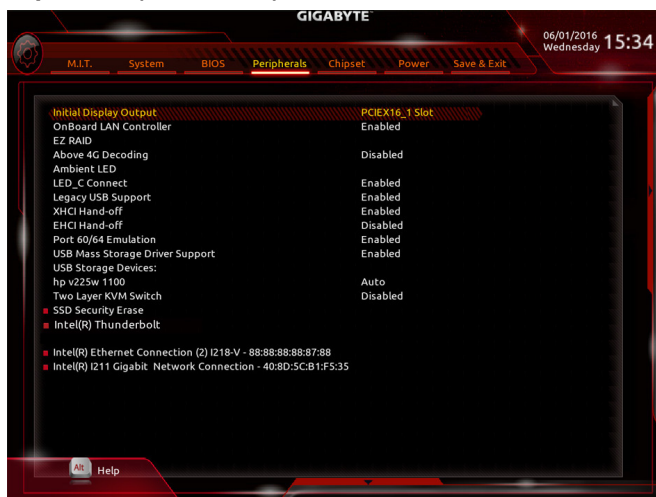 GIGABYTE
06/01/2016
Wednesday 15:34
M.I.T. System BIOS Peripherals Chipset Power Save & Exit
Initial Display Output PCIEX16_1 Slot
OnBoard LAN Controller Enabled
EZ RAID
Above 4G Decoding Disabled
Ambient LED
LED_C Connect Enabled
Legacy USB Support Enabled
XHCI Hand-off Enabled
EHCI Hand-off Disabled
Port 60/64 Emulation Enabled
USB Mass Storage Driver Support Enabled
USB Storage Devices:
hp v225w 1100 Auto
Two Layer KVM Switch Disabled
SSD Security Erase
Intel(R) Thunderbolt
Intel(R) Ethernet Connection (2) I218-V - 88:88:88:88:87:88
Intel(R) I211 Gigabit Network Connection - 40:8D:5C:B1:F5:35
Alt Help